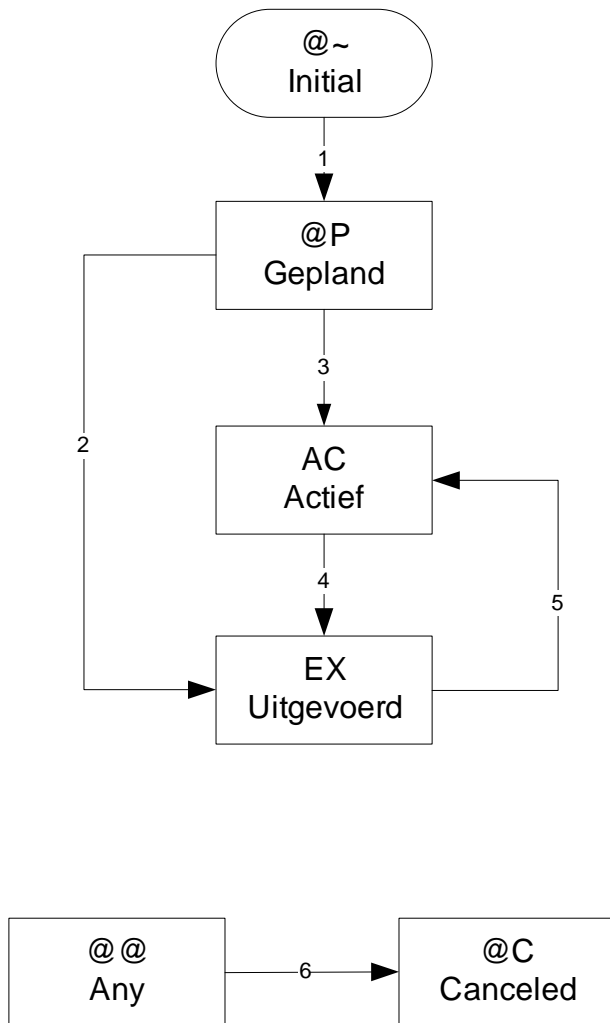 @~
Initial
1
@P
Gepland
3
2
AC
Actief
4
5
EX
Uitgevoerd
@@
Any
6
@C
Canceled